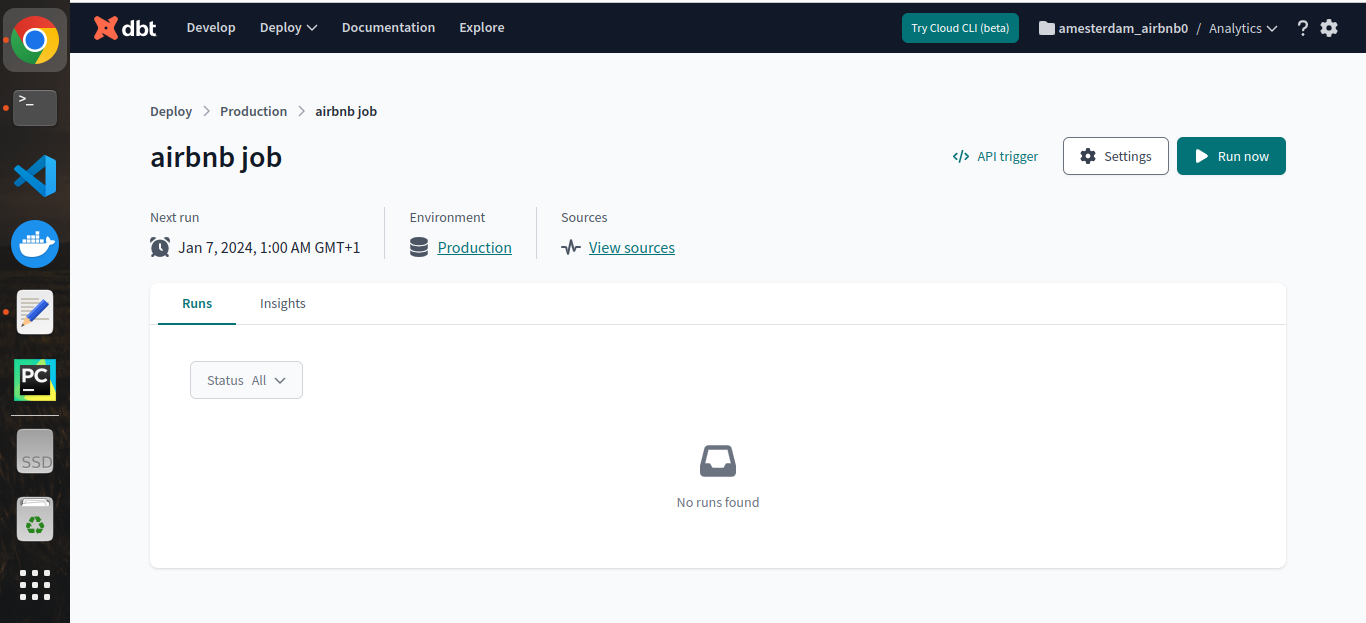 dbt Develop Deploy Documentation Explore Try Cloud CLI (beta) amesterdam_airbnb0 / Analytics ?
>_
Deploy Production airbnb job
airbnb job
</> API trigger Settings Run now
Next run Environment Sources
Jan 7, 2024, 1:00 AM GMT+1 Production View sources
Runs Insights
PC
Status All
SSD
No runs found